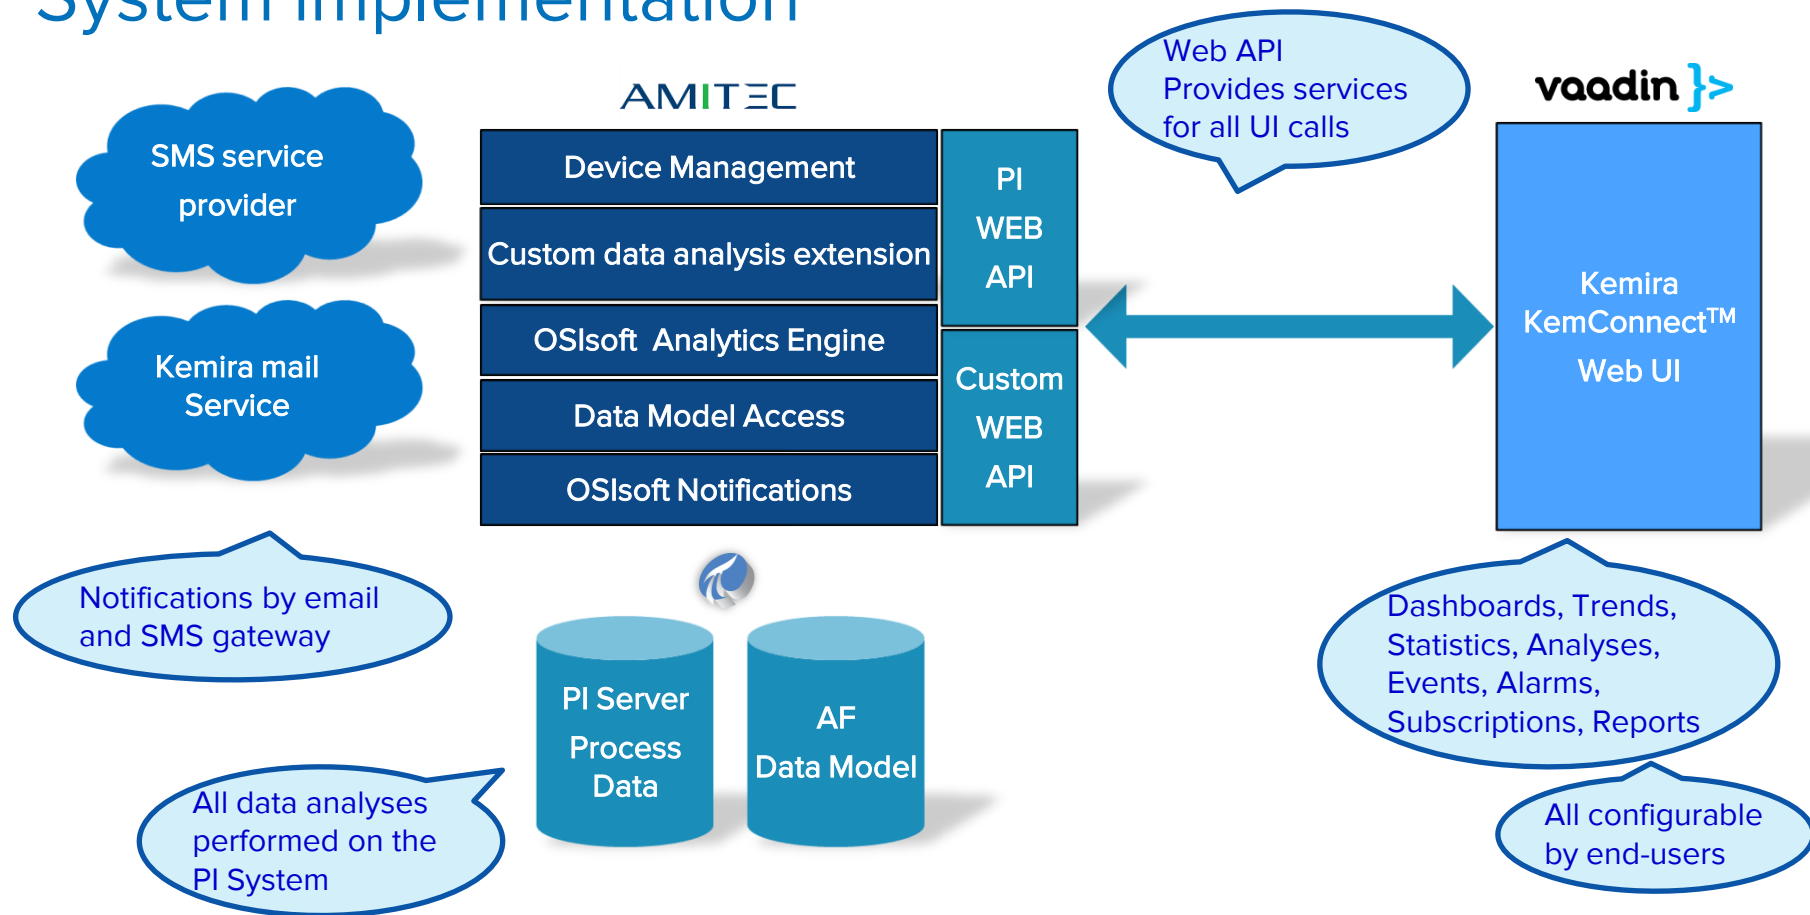 System Implementation
SMS service
provider
Kemira mail
Service
Notifications by email
and SMS gateway
All data analyses
performed on the
PI System
AMITEC
Device Management
Custom data analysis extension
OSIsoft Analytics Engine
Data Model Access
OSIsoft Notifications
PI
WEB
API
Custom
WEB
API
PI Server
Process
Data
AF
Data Model
Web API
Provides services
for all UI calls
vaadin }>
Kemira
KemConnect™
Web UI
Dashboards, Trends,
Statistics, Analyses,
Events, Alarms,
Subscriptions, Reports
All configurable
by end-users